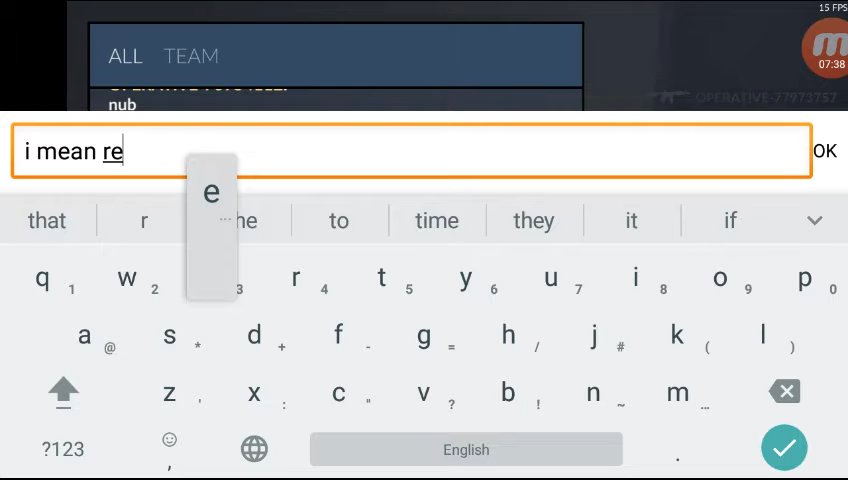 15 FPS
ALL TEAM
07:38
nub
OPERATIVE-77973757
i mean re
OK
e
...
that r he to time they it if
q 1 w 2 3 r 4 t 5 y 6 u 7 i 8 o 9 p 0
a @ s * d + f - g = h / j # k ( l )
z ' x : c " v ? b ! n ~ m ...
?123 , English .